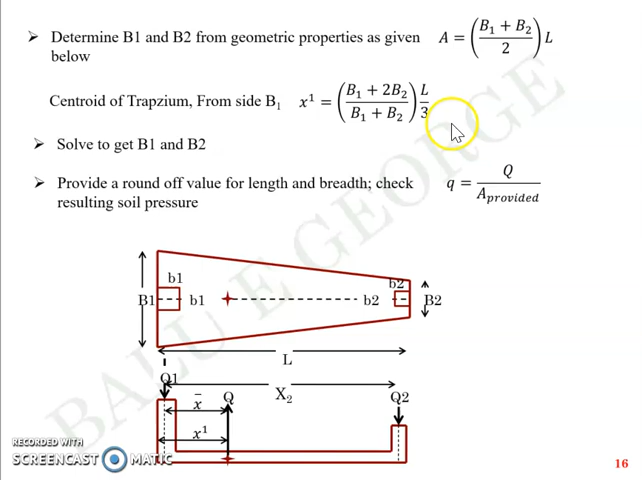 ➢ Determine B1 and B2 from geometric properties as given below
A = ((B₁ + B₂)/2) L
Centroid of Trapzium, From side B₁
x¹ = ((B₁ + 2B₂)/(B₁ + B₂)) L/3
➢ Solve to get B1 and B2
➢ Provide a round off value for length and breadth; check resulting soil pressure
q = Q/A_provided
b1
b2
B1
b1
b2
B2
L
Q1
X₂
x̄
Q
Q2
x¹
BALU E GEORGE
RECORDED WITH
SCREENCAST MATIC
16